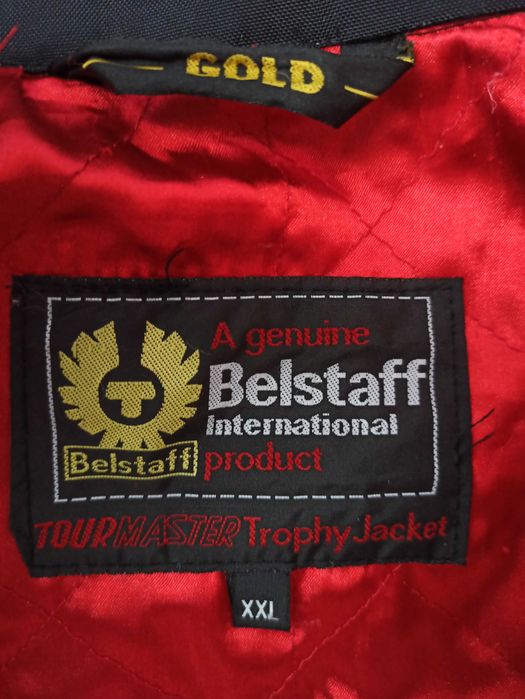 GOLD
A genuine
Belstaff
International
Belstaff product
TOURMASTER Trophy Jacket
XXL